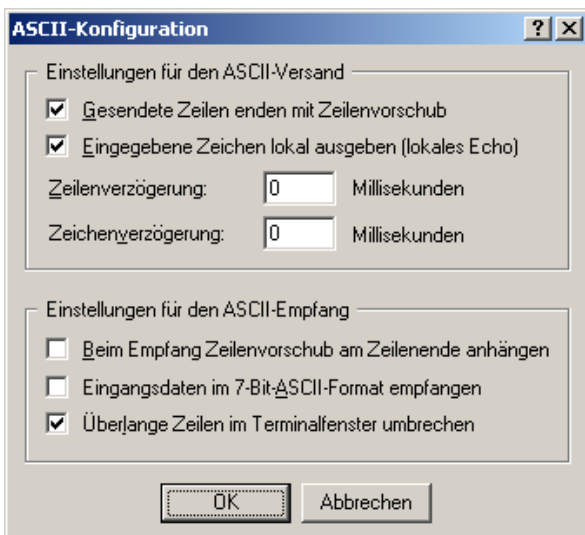 ASCII-Konfiguration
Einstellungen für den ASCII-Versand
Gesendete Zeilen enden mit Zeilenvorschub
Eingegebene Zeichen lokal ausgeben (lokales Echo)
Zeilenverzögerung: 0 Millisekunden
Zeichenverzögerung: 0 Millisekunden
Einstellungen für den ASCII-Empfang
Beim Empfang Zeilenvorschub am Zeilenende anhängen
Eingangsdaten im 7-Bit-ASCII-Format empfangen
Überlange Zeilen im Terminalfenster umbrechen
OK Abbrechen